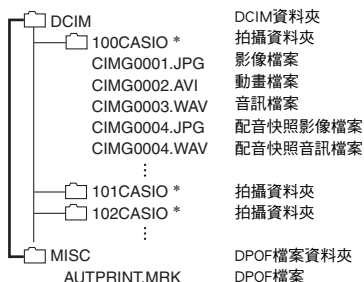 DCIM DCIM資料夾
100CASIO * 拍攝資料夾
CIMG0001.JPG 影像檔案
CIMG0002.AVI 動畫檔案
CIMG0003.WAV 音訊檔案
CIMG0004.JPG 配音快照影像檔案
CIMG0004.WAV 配音快照音訊檔案
⋮
101CASIO * 拍攝資料夾
102CASIO * 拍攝資料夾
⋮
MISC DPOF檔案資料夾
AUTPRINT.MRK DPOF檔案